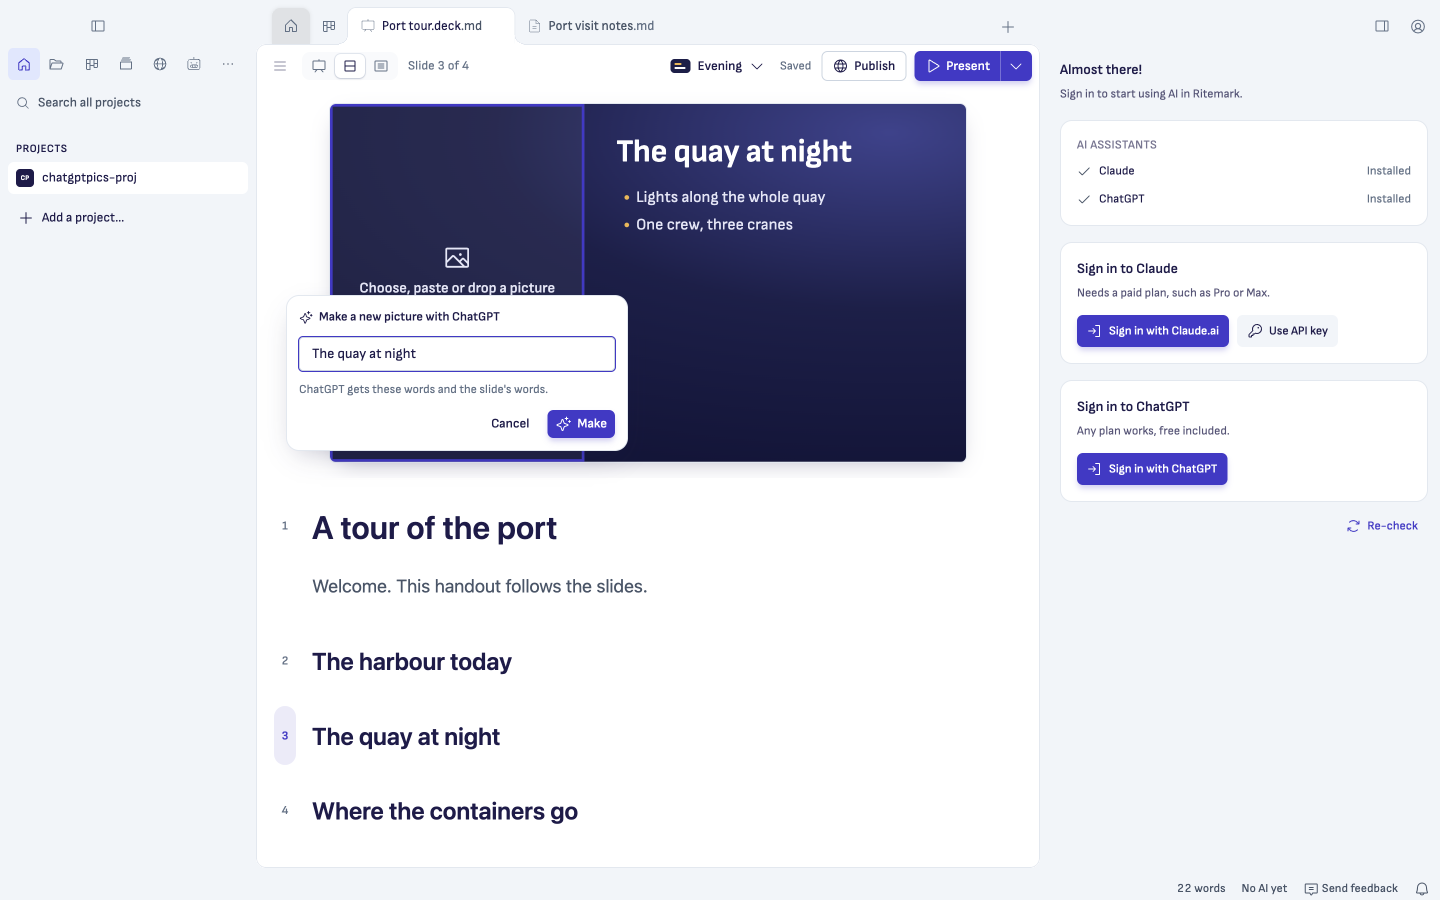 Port tour.deck.md
Port visit notes.md
Search all projects
PROJECTS
CP
chatgptpics-proj
Add a project...
Slide 3 of 4
Evening
Saved
Publish
Present
The quay at night
Lights along the whole quay
One crew, three cranes
Choose, paste or drop a picture
Make a new picture with ChatGPT
The quay at night
ChatGPT gets these words and the slide's words.
Cancel
Make
1
A tour of the port
Welcome. This handout follows the slides.
2
The harbour today
3
The quay at night
4
Where the containers go
Almost there!
Sign in to start using AI in Ritemark.
AI ASSISTANTS
Claude
Installed
ChatGPT
Installed
Sign in to Claude
Needs a paid plan, such as Pro or Max.
Sign in with Claude.ai
Use API key
Sign in to ChatGPT
Any plan works, free included.
Sign in with ChatGPT
Re-check
22 words
No AI yet
Send feedback